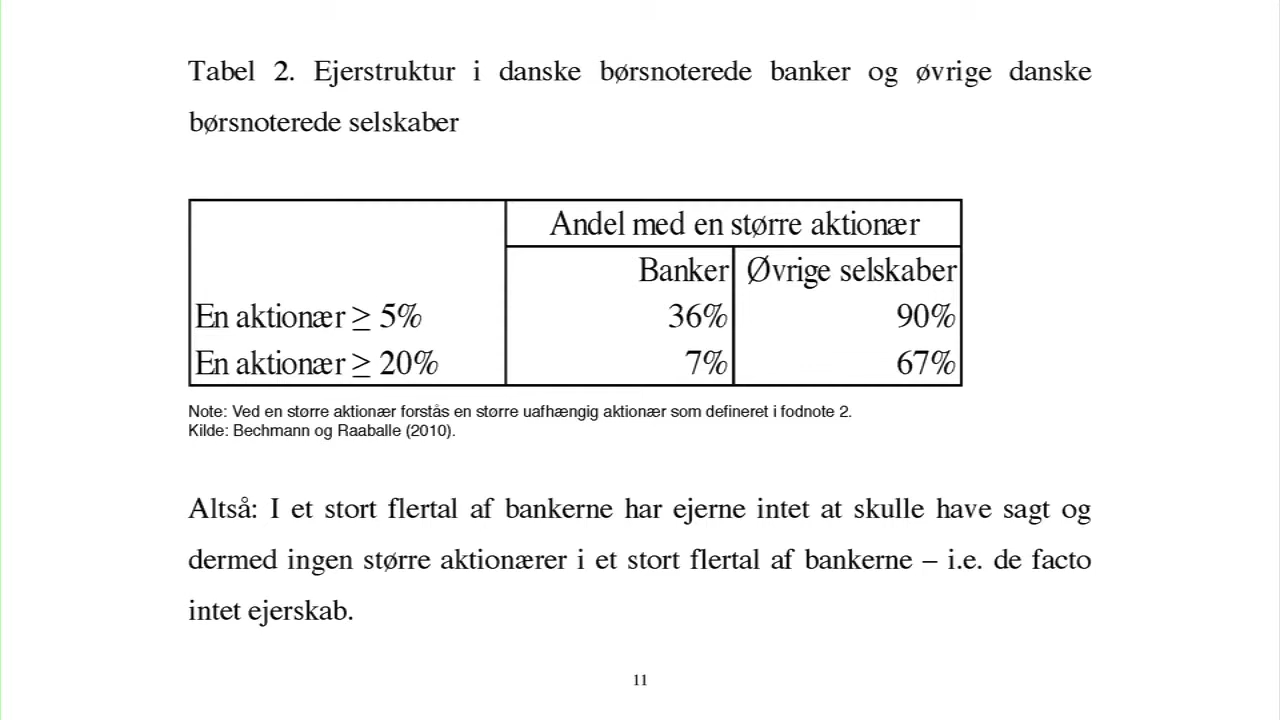 Tabel 2. Ejerstruktur i danske børsnoterede banker og øvrige danske
børsnoterede selskaber
Andel med en større aktionær
Banker Øvrige selskaber
En aktionær ≥ 5% 36% 90%
En aktionær ≥ 20% 7% 67%
Note: Ved en større aktionær forstås en større uafhængig aktionær som defineret i fodnote 2.
Kilde: Bechmann og Raaballe (2010).
Altså: I et stort flertal af bankerne har ejerne intet at skulle have sagt og
dermed ingen større aktionærer i et stort flertal af bankerne – i.e. de facto
intet ejerskab.
11